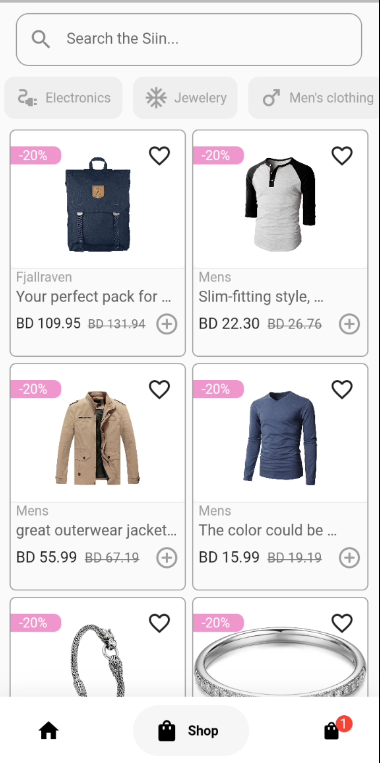 Search the Siin...
Electronics
Jewelery
Men's clothing
-20%
-20%
Fjallraven
Your perfect pack for ...
BD 109.95 BD 131.94
Mens
Slim-fitting style, ...
BD 22.30 BD 26.76
-20%
-20%
Mens
great outerwear jacket...
BD 55.99 BD 67.19
Mens
The color could be ...
BD 15.99 BD 19.19
-20%
-20%
Shop
1